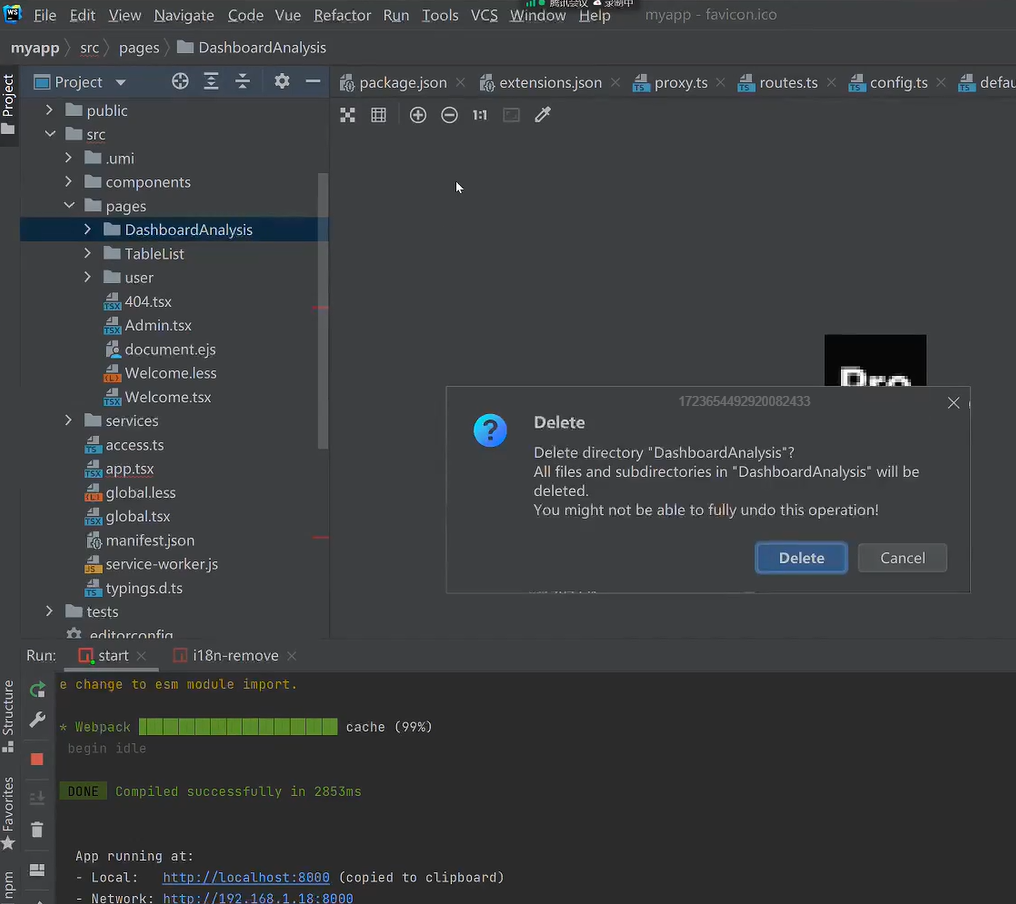 WS File Edit View Navigate Code Vue Refactor Run Tools VCS Window Help myapp - favicon.ico
腾讯会议 录制中
myapp src pages DashboardAnalysis
Project
Project
package.json extensions.json proxy.ts routes.ts config.ts defau
1:1
public
src
.umi
components
pages
DashboardAnalysis
TableList
user
404.tsx
Admin.tsx
document.ejs
Welcome.less
Welcome.tsx
services
access.ts
app.tsx
global.less
global.tsx
manifest.json
service-worker.js
typings.d.ts
tests
.editorconfig
Pro
1723654492920082433
Delete
Delete directory "DashboardAnalysis"?
All files and subdirectories in "DashboardAnalysis" will be
deleted.
You might not be able to fully undo this operation!
Delete Cancel
Run: start i18n-remove
e change to esm module import.
* Webpack cache (99%)
begin idle
DONE Compiled successfully in 2853ms
App running at:
- Local: http://localhost:8000 (copied to clipboard)
- Network: http://192.168.1.18:8000
Structure
Favorites
npm